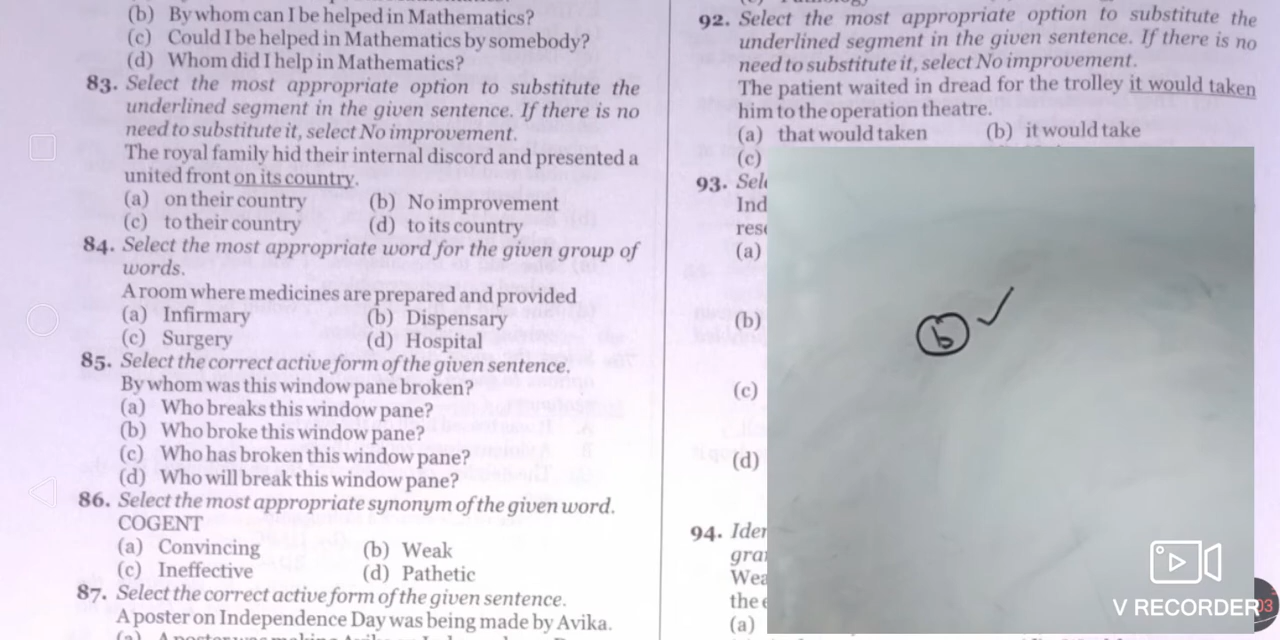 (b) By whom can I be helped in Mathematics?
(c) Could I be helped in Mathematics by somebody?
(d) Whom did I help in Mathematics?
83. Select the most appropriate option to substitute the
underlined segment in the given sentence. If there is no
need to substitute it, select No improvement.
The royal family hid their internal discord and presented a
united front on its country.
(a) on their country (b) No improvement
(c) to their country (d) to its country
84. Select the most appropriate word for the given group of
words.
A room where medicines are prepared and provided
(a) Infirmary (b) Dispensary
(c) Surgery (d) Hospital
85. Select the correct active form of the given sentence.
By whom was this window pane broken?
(a) Who breaks this window pane?
(b) Who broke this window pane?
(c) Who has broken this window pane?
(d) Who will break this window pane?
86. Select the most appropriate synonym of the given word.
COGENT
(a) Convincing (b) Weak
(c) Ineffective (d) Pathetic
87. Select the correct active form of the given sentence.
A poster on Independence Day was being made by Avika.
92. Select the most appropriate option to substitute the
underlined segment in the given sentence. If there is no
need to substitute it, select No improvement.
The patient waited in dread for the trolley it would taken
him to the operation theatre.
(a) that would taken (b) it would take
(c)
93.
(a)
(b)
(c)
(d)
94.
the
(a)
b
V RECORDER